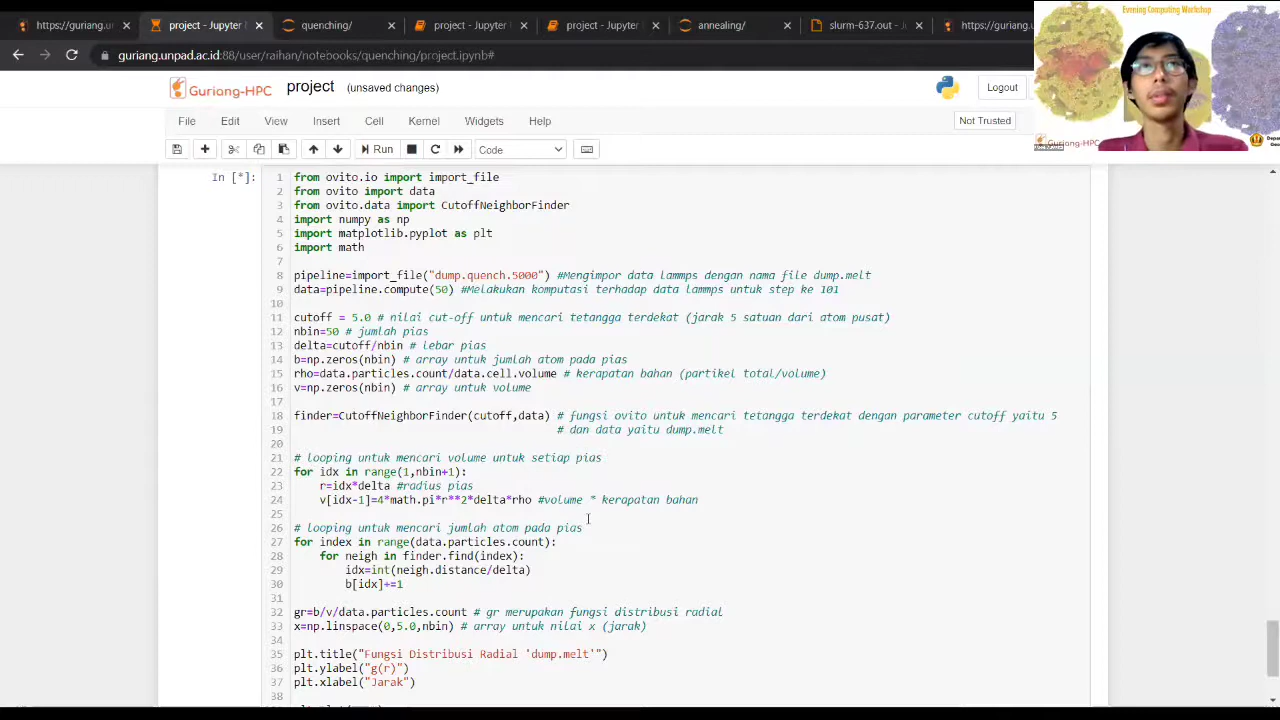 https://guriang.un
project - Jupyter
slurm-637.out
https://guriang.un
guriang.unpad.ac.id:88/user/raihan/notebooks/quenching/project.ipynb#
Evening Computing Workshop
Guriang-HPC
Guriang-HPC project (unsaved changes) Logout
File Edit View Insert Cell Kernel Widgets Help Not Trusted
Run Code
In [*]:
1 from ovito.io import import_file
2 from ovito import data
3 from ovito.data import CutoffNeighborFinder
4 import numpy as np
5 import matplotlib.pyplot as plt
6 import math
7
8 pipeline=import_file("dump.quench.5000") #Mengimpor data lammps dengan nama file dump.melt
9 data=pipeline.compute(50) #Melakukan komputasi terhadap data lammps untuk step ke 101
10
11 cutoff = 5.0 # nilai cut-off untuk mencari tetangga terdekat (jarak 5 satuan dari atom pusat)
12 nbin=50 # jumlah pias
13 delta=cutoff/nbin # lebar pias
14 b=np.zeros(nbin) # array untuk jumlah atom pada pias
15 rho=data.particles.count/data.cell.volume # kerapatan bahan (partikel total/volume)
16 v=np.zeros(nbin) # array untuk volume
17
18 finder=CutoffNeighborFinder(cutoff,data) # fungsi ovito untuk mencari tetangga terdekat dengan parameter cutoff yaitu 5
19 # dan data yaitu dump.melt
20
21 # looping untuk mencari volume untuk setiap pias
22 for idx in range(1,nbin+1):
23 r=idx*delta #radius pias
24 v[idx-1]=4*math.pi*r**2*delta*rho #volume * kerapatan bahan
25
26 # looping untuk mencari jumlah atom pada pias
27 for index in range(data.particles.count):
28 for neigh in finder.find(index):
29 idx=int(neigh.distance/delta)
30 b[idx]+=1
31
32 gr=b/v/data.particles.count # gr merupakan fungsi distribusi radial
33 x=np.linspace(0,5.0,nbin) # array untuk nilai x (jarak)
34
35 plt.title("Fungsi Distribusi Radial 'dump.melt'")
36 plt.ylabel("g(r)")
37 plt.xlabel("Jarak")
38